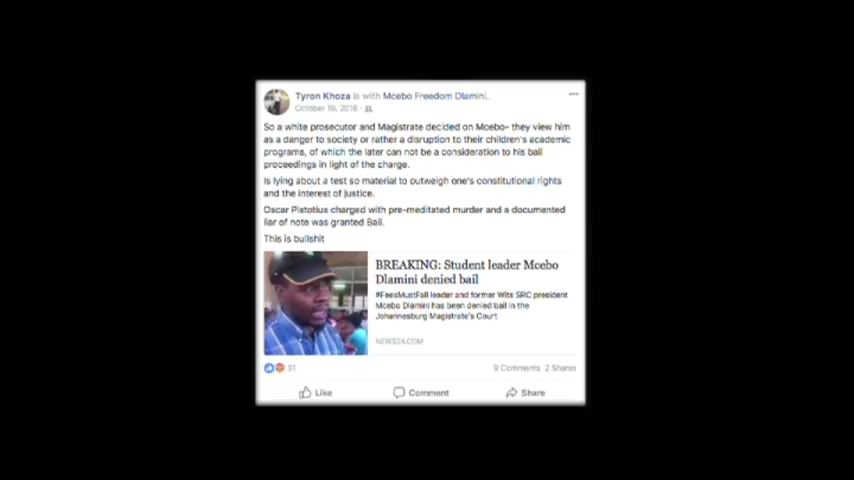 Tyron Khoza is with Mcebo Freedom Dlamini.
October 19, 2016 ·
So a white prosecutor and Magistrate decided on Mcebo- they view him
as a danger to society or rather a disruption to their children's academic
programs, of which the later can not be a consideration to his bail
proceedings in light of the charge.
Is lying about a test so material to outweigh one's constitutional rights
and the interest of justice.
Oscar Pistotius charged with pre-meditated murder and a documented
liar of note was granted Bail.
This is bullshit
BREAKING: Student leader Mcebo
Dlamini denied bail
#FeesMustFall leader and former Wits SRC president
Mcebo Dlamini has been denied bail in the
Johannesburg Magistrate's Court
NEWS24.COM
31
9 Comments 2 Shares
Like Comment Share